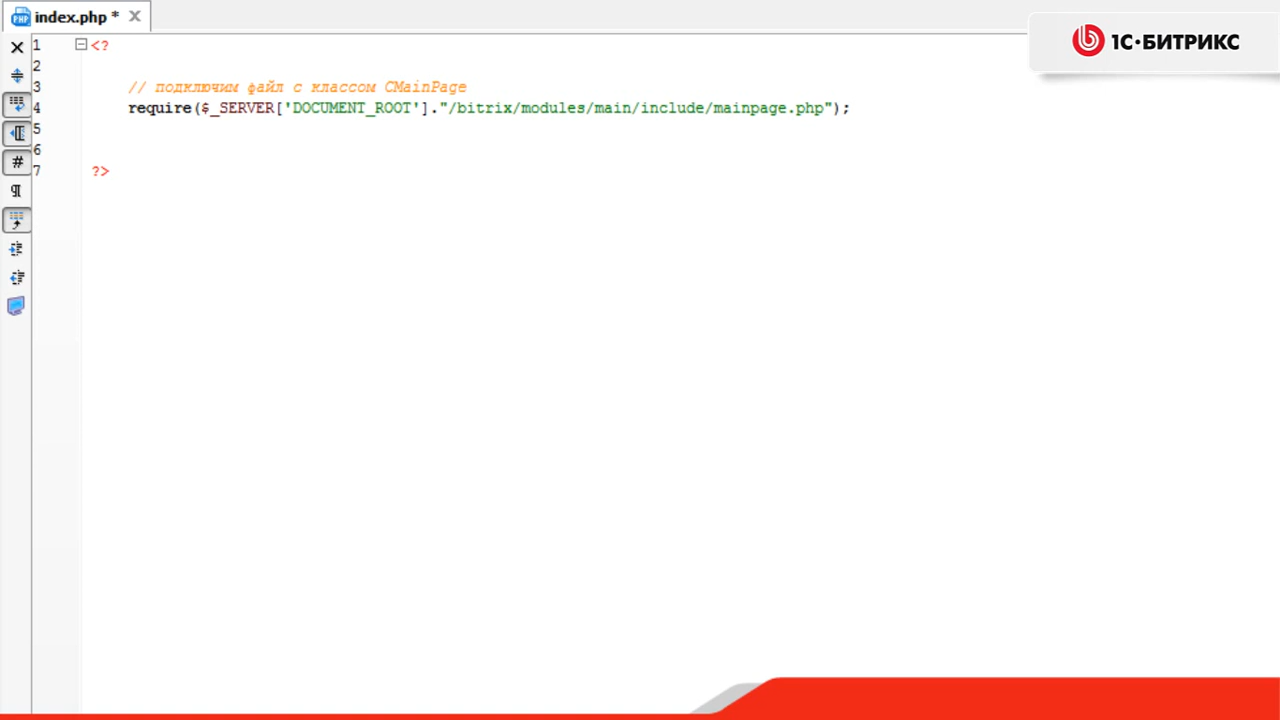 index.php *
1С·БИТРИКС
1 <?
2
3 // подключим файл с классом CMainPage
4 require($_SERVER['DOCUMENT_ROOT']."/bitrix/modules/main/include/mainpage.php");
5
6
7 ?>